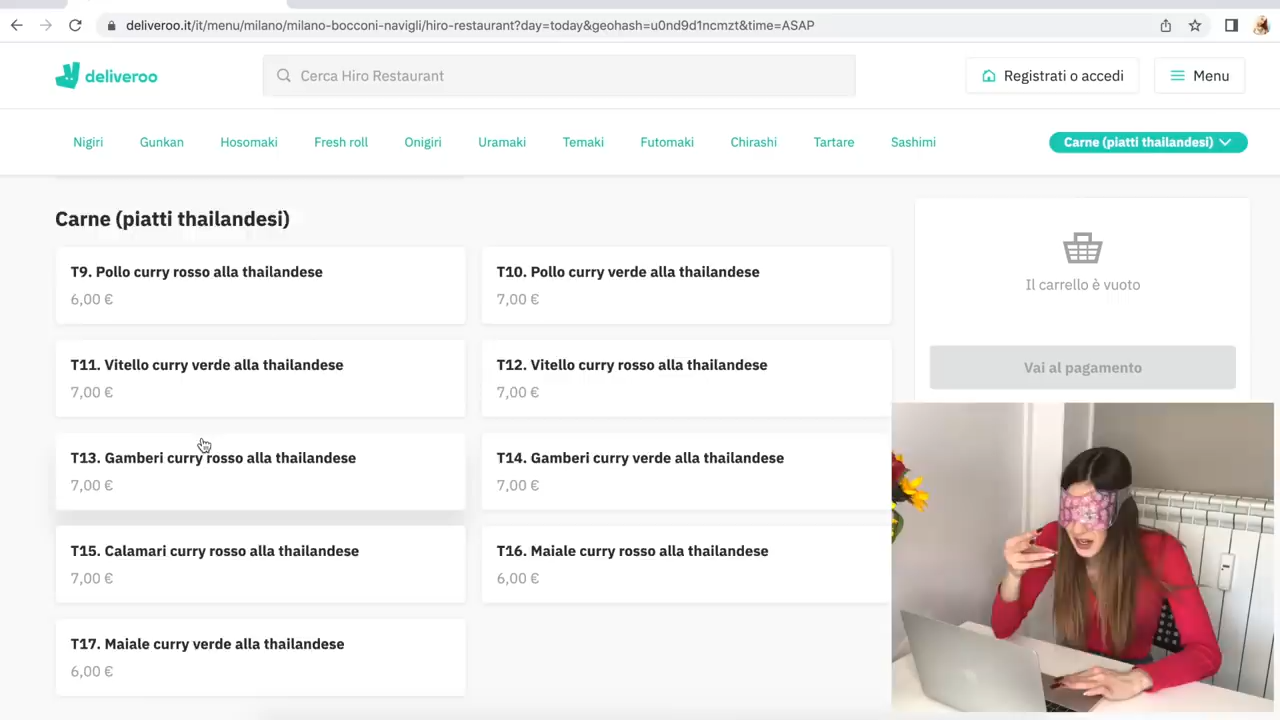 deliveroo.it/it/menu/milano/milano-bocconi-navigli/hiro-restaurant?day=today&geohash=u0nd9d1ncmzt&time=ASAP
deliveroo
Cerca Hiro Restaurant
Registrati o accedi
Menu
Nigiri Gunkan Hosomaki Fresh roll Onigiri Uramaki Temaki Futomaki Chirashi Tartare Sashimi Carne (piatti thailandesi)
Carne (piatti thailandesi)
T9. Pollo curry rosso alla thailandese
6,00 €
T10. Pollo curry verde alla thailandese
7,00 €
T11. Vitello curry verde alla thailandese
7,00 €
T12. Vitello curry rosso alla thailandese
7,00 €
T13. Gamberi curry rosso alla thailandese
7,00 €
T14. Gamberi curry verde alla thailandese
7,00 €
T15. Calamari curry rosso alla thailandese
7,00 €
T16. Maiale curry rosso alla thailandese
6,00 €
T17. Maiale curry verde alla thailandese
6,00 €
Il carrello è vuoto
Vai al pagamento